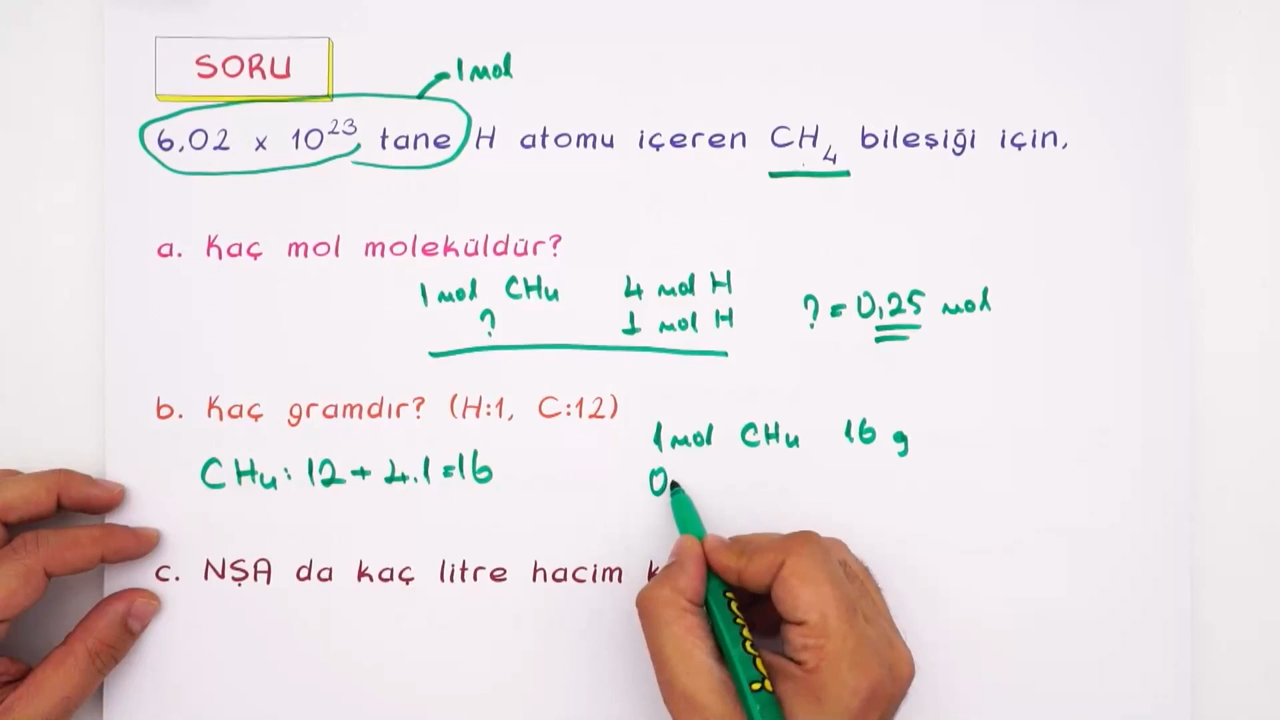 SORU
1 mol
6,02 x 10²³ tane H atomu içeren CH₄ bileşiği için,
a. Kaç mol moleküldür?
1 mol CH₄ 4 mol H
? 1 mol H
? = 0,25 mol
b. Kaç gramdır? (H:1, C:12)
1 mol CH₄ 16 g
CH₄: 12 + 4.1 = 16
0,
c. NŞA da kaç litre hacim